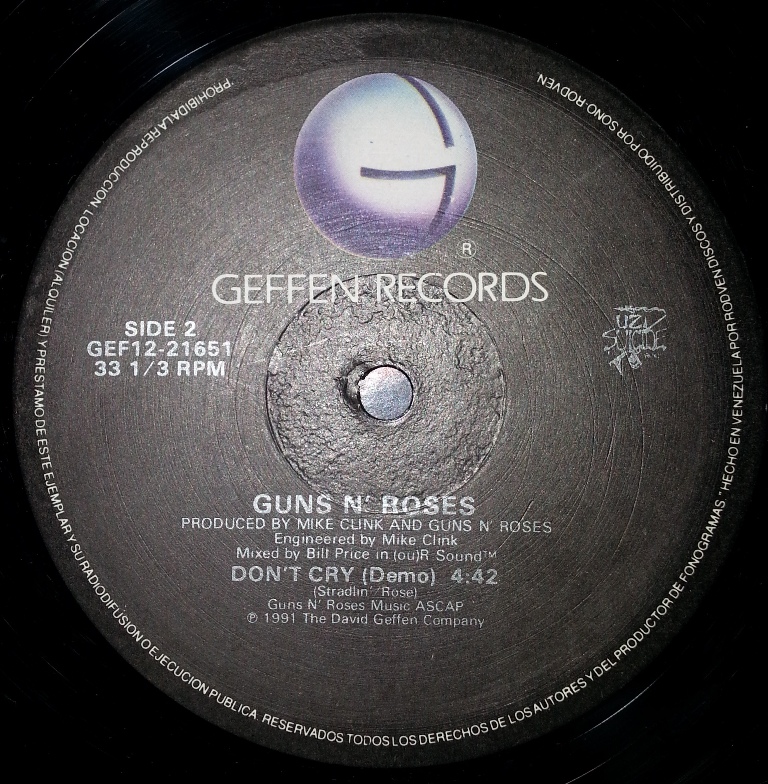 ®
GEFFEN RECORDS
SIDE 2
GEF12-21651
33 1/3 RPM
UZI
SUICIDE
GUNS N' ROSES
PRODUCED BY MIKE CLINK AND GUNS N' ROSES
Engineered by Mike Clink
Mixed by Bill Price in (ou)R Sound™
DON'T CRY (Demo) 4:42
(Stradlin'/Rose)
Guns N' Roses Music ASCAP
℗ 1991 The David Geffen Company
PROHIBIDA LA REPRODUCCION, LOCACION (ALQUILER) Y PRESTAMO DE ESTE EJEMPLAR Y SU RADIODIFUSION O EJECUCION PUBLICA. RESERVADOS TODOS LOS DERECHOS DE LOS AUTORES Y DEL PRODUCTOR DE FONOGRAMAS "HECHO EN VENEZUELA POR RODVEN DISCOS Y DISTRIBUIDO POR SONO-RODVEN